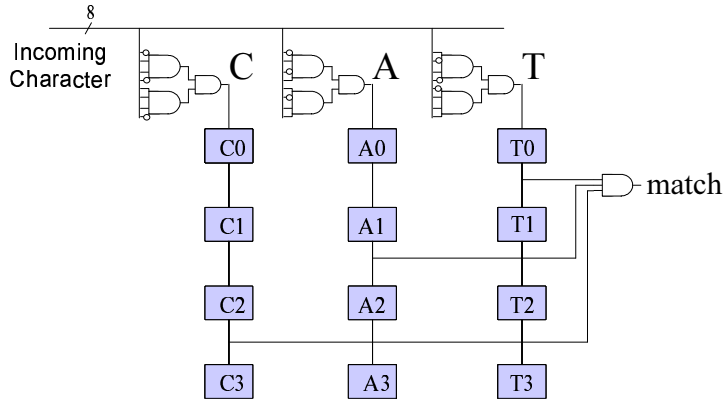 8
Incoming
Character
C A T
C0 A0 T0
match
C1 A1 T1
C2 A2 T2
C3 A3 T3